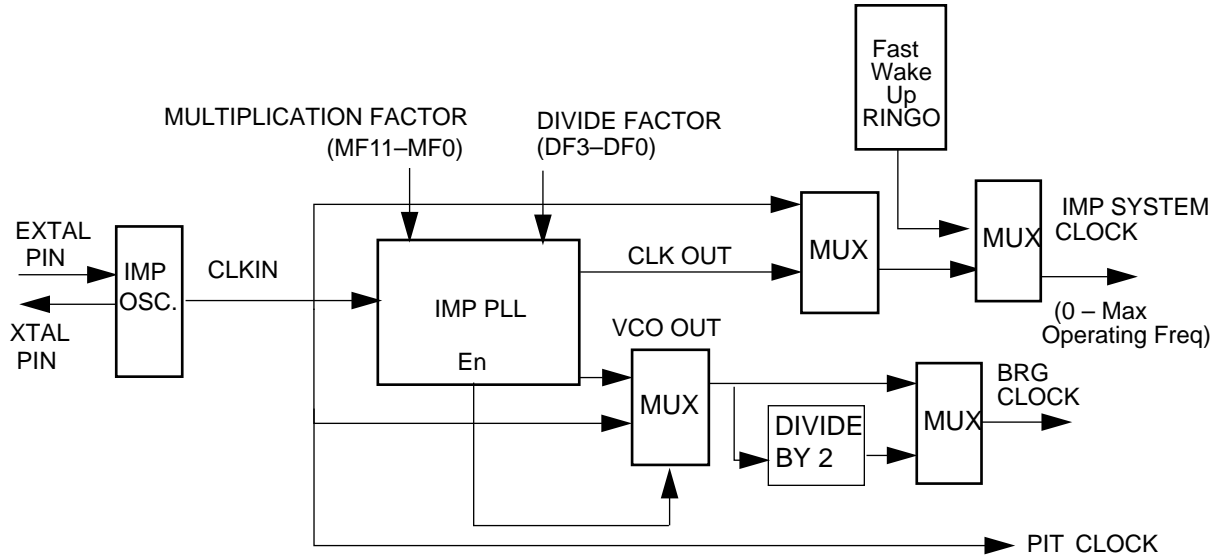 Fast
Wake
Up
RINGO
MULTIPLICATION FACTOR
(MF11–MF0)
DIVIDE FACTOR
(DF3–DF0)
EXTAL
PIN
XTAL
PIN
IMP
OSC.
CLKIN
IMP PLL
En
CLK OUT
VCO OUT
MUX
MUX
MUX
IMP SYSTEM
CLOCK
(0 – Max
Operating Freq)
DIVIDE
BY 2
MUX
BRG
CLOCK
PIT CLOCK